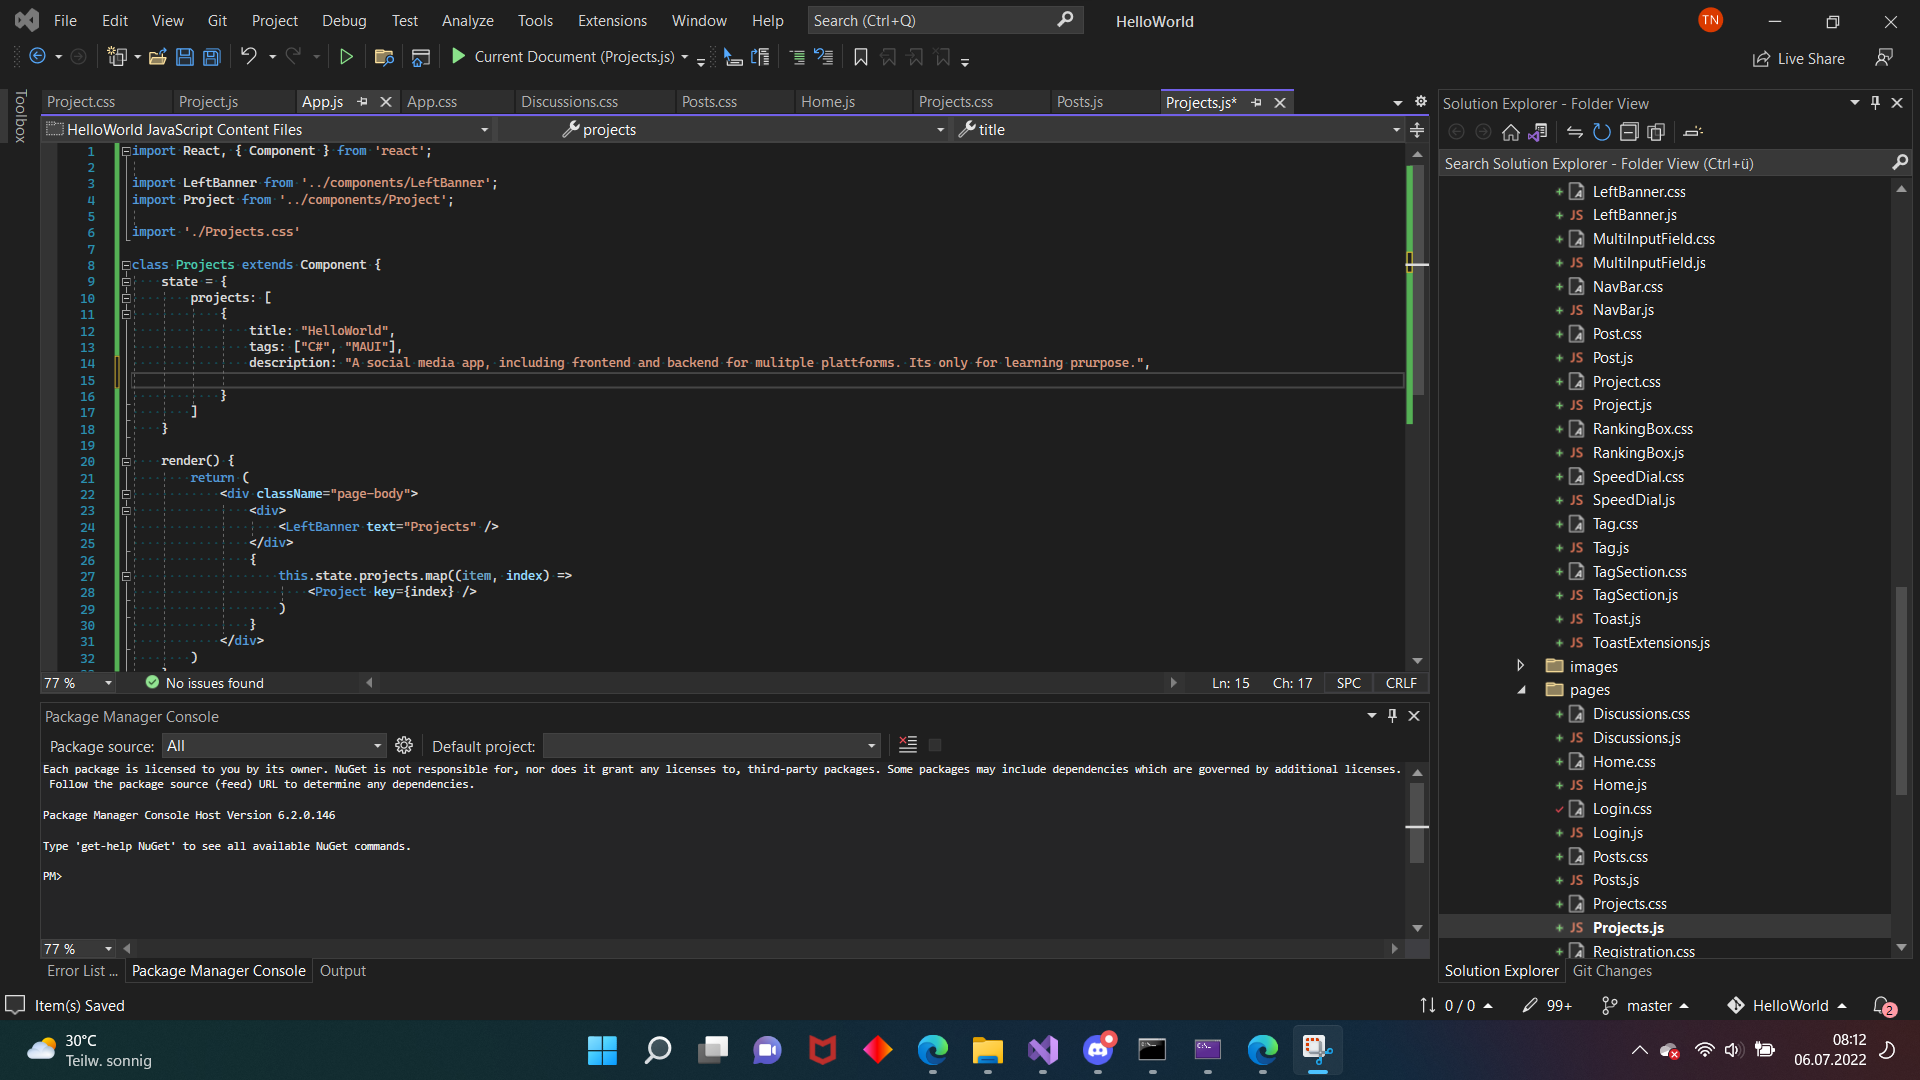 File Edit View Git Project Debug Test Analyze Tools Extensions Window Help Search (Ctrl+Q) HelloWorld TN
Current Document (Projects.js) Live Share
Toolbox
Project.css Project.js App.js App.css Discussions.css Posts.css Home.js Projects.css Posts.js Projects.js*
HelloWorld JavaScript Content Files projects title
1 import React, { Component } from 'react';
2
3 import LeftBanner from '../components/LeftBanner';
4 import Project from '../components/Project';
5
6 import './Projects.css'
7
8 class Projects extends Component {
9 state = {
10 projects: [
11 {
12 title: "HelloWorld",
13 tags: ["C#", "MAUI"],
14 description: "A social media app, including frontend and backend for mulitple plattforms. Its only for learning prurpose.",
15
16 }
17 ]
18 }
19
20 render() {
21 return (
22 <div className="page-body">
23 <div>
24 <LeftBanner text="Projects" />
25 </div>
26 {
27 this.state.projects.map((item, index) =>
28 <Project key={index} />
29 )
30 }
31 </div>
32 )
77 % No issues found Ln: 15 Ch: 17 SPC CRLF
Package Manager Console
Package source: All Default project:
Each package is licensed to you by its owner. NuGet is not responsible for, nor does it grant any licenses to, third-party packages. Some packages may include dependencies which are governed by additional licenses.
Follow the package source (feed) URL to determine any dependencies.
Package Manager Console Host Version 6.2.0.146
Type 'get-help NuGet' to see all available NuGet commands.
PM>
77 %
Error List ... Package Manager Console Output
Solution Explorer - Folder View
Search Solution Explorer - Folder View (Ctrl+ü)
LeftBanner.css
JS LeftBanner.js
MultiInputField.css
JS MultiInputField.js
NavBar.css
JS NavBar.js
Post.css
JS Post.js
Project.css
JS Project.js
RankingBox.css
JS RankingBox.js
SpeedDial.css
JS SpeedDial.js
Tag.css
JS Tag.js
TagSection.css
JS TagSection.js
JS Toast.js
JS ToastExtensions.js
images
pages
Discussions.css
JS Discussions.js
Home.css
JS Home.js
Login.css
JS Login.js
Posts.css
JS Posts.js
Projects.css
JS Projects.js
Registration.css
Solution Explorer Git Changes
Item(s) Saved 0 / 0 99+ master HelloWorld 2
30°C
Teilw. sonnig
08:12
06.07.2022